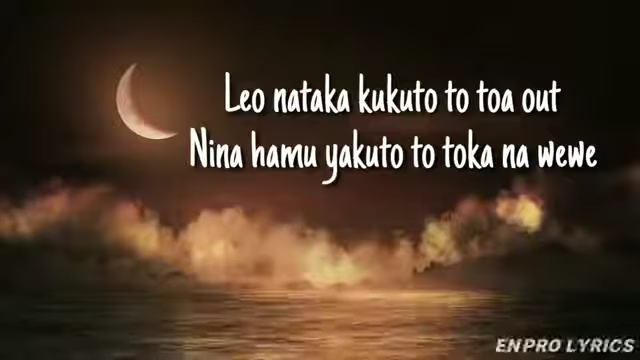 Leo nataka kukuto to toa out
Nina hamu yakuto to toka na wewe
ENPRO LYRICS